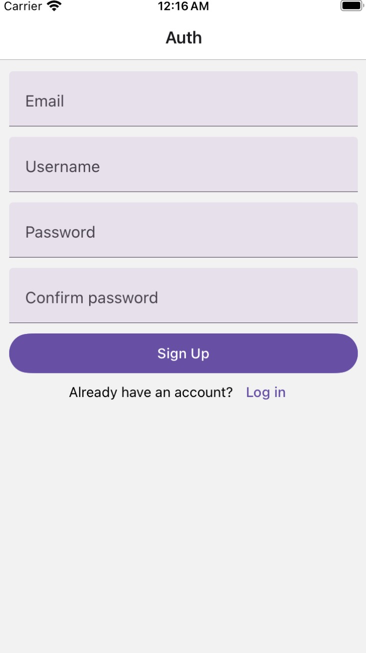 Carrier 12:16 AM
Auth
Email
Username
Password
Confirm password
Sign Up
Already have an account? Log in